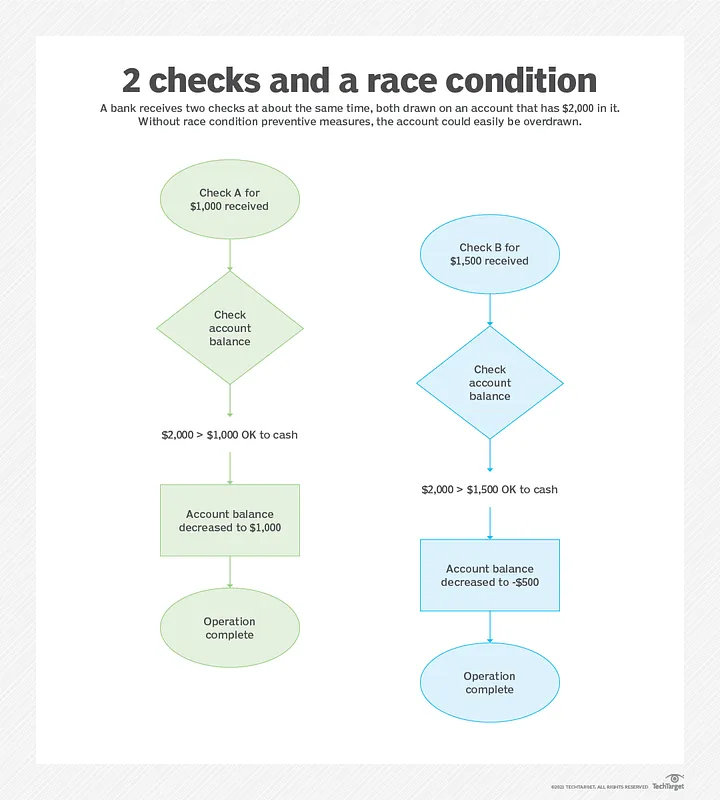 2 checks and a race condition
A bank receives two checks at about the same time, both drawn on an account that has $2,000 in it.
Without race condition preventive measures, the account could easily be overdrawn.
Check A for
$1,000 received
Check
account
balance
$2,000 > $1,000 OK to cash
Account balance
decreased to $1,000
Operation
complete
Check B for
$1,500 received
Check
account
balance
$2,000 > $1,500 OK to cash
Account balance
decreased to -$500
Operation
complete
©2021 TECHTARGET. ALL RIGHTS RESERVED TechTarget